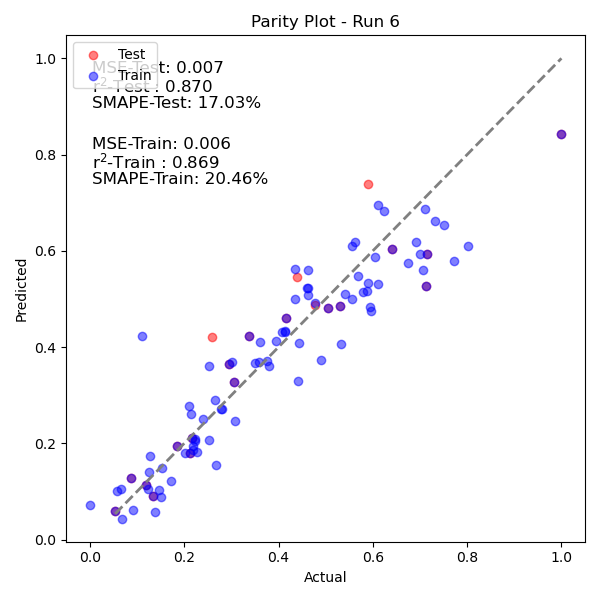 Parity Plot - Run 6
Test
Train
MSE-Test: 0.007
r²-Test : 0.870
SMAPE-Test: 17.03%
MSE-Train: 0.006
r²-Train : 0.869
SMAPE-Train: 20.46%
1.0
0.8
0.6
0.4
0.2
0.0
Predicted
0.0 0.2 0.4 0.6 0.8 1.0
Actual